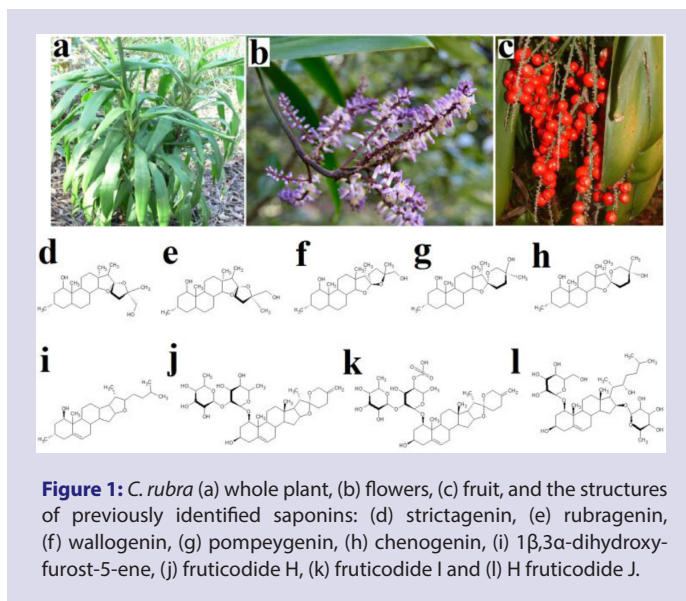 a b c
d e f g h
i j k l
Figure 1: C. rubra (a) whole plant, (b) flowers, (c) fruit, and the structures
of previously identified saponins: (d) strictagenin, (e) rubragenin,
(f) wallogenin, (g) pompeygenin, (h) chenogenin, (i) 1β,3α-dihydroxy-
furost-5-ene, (j) fruticodide H, (k) fruticodide I and (l) H fruticodide J.